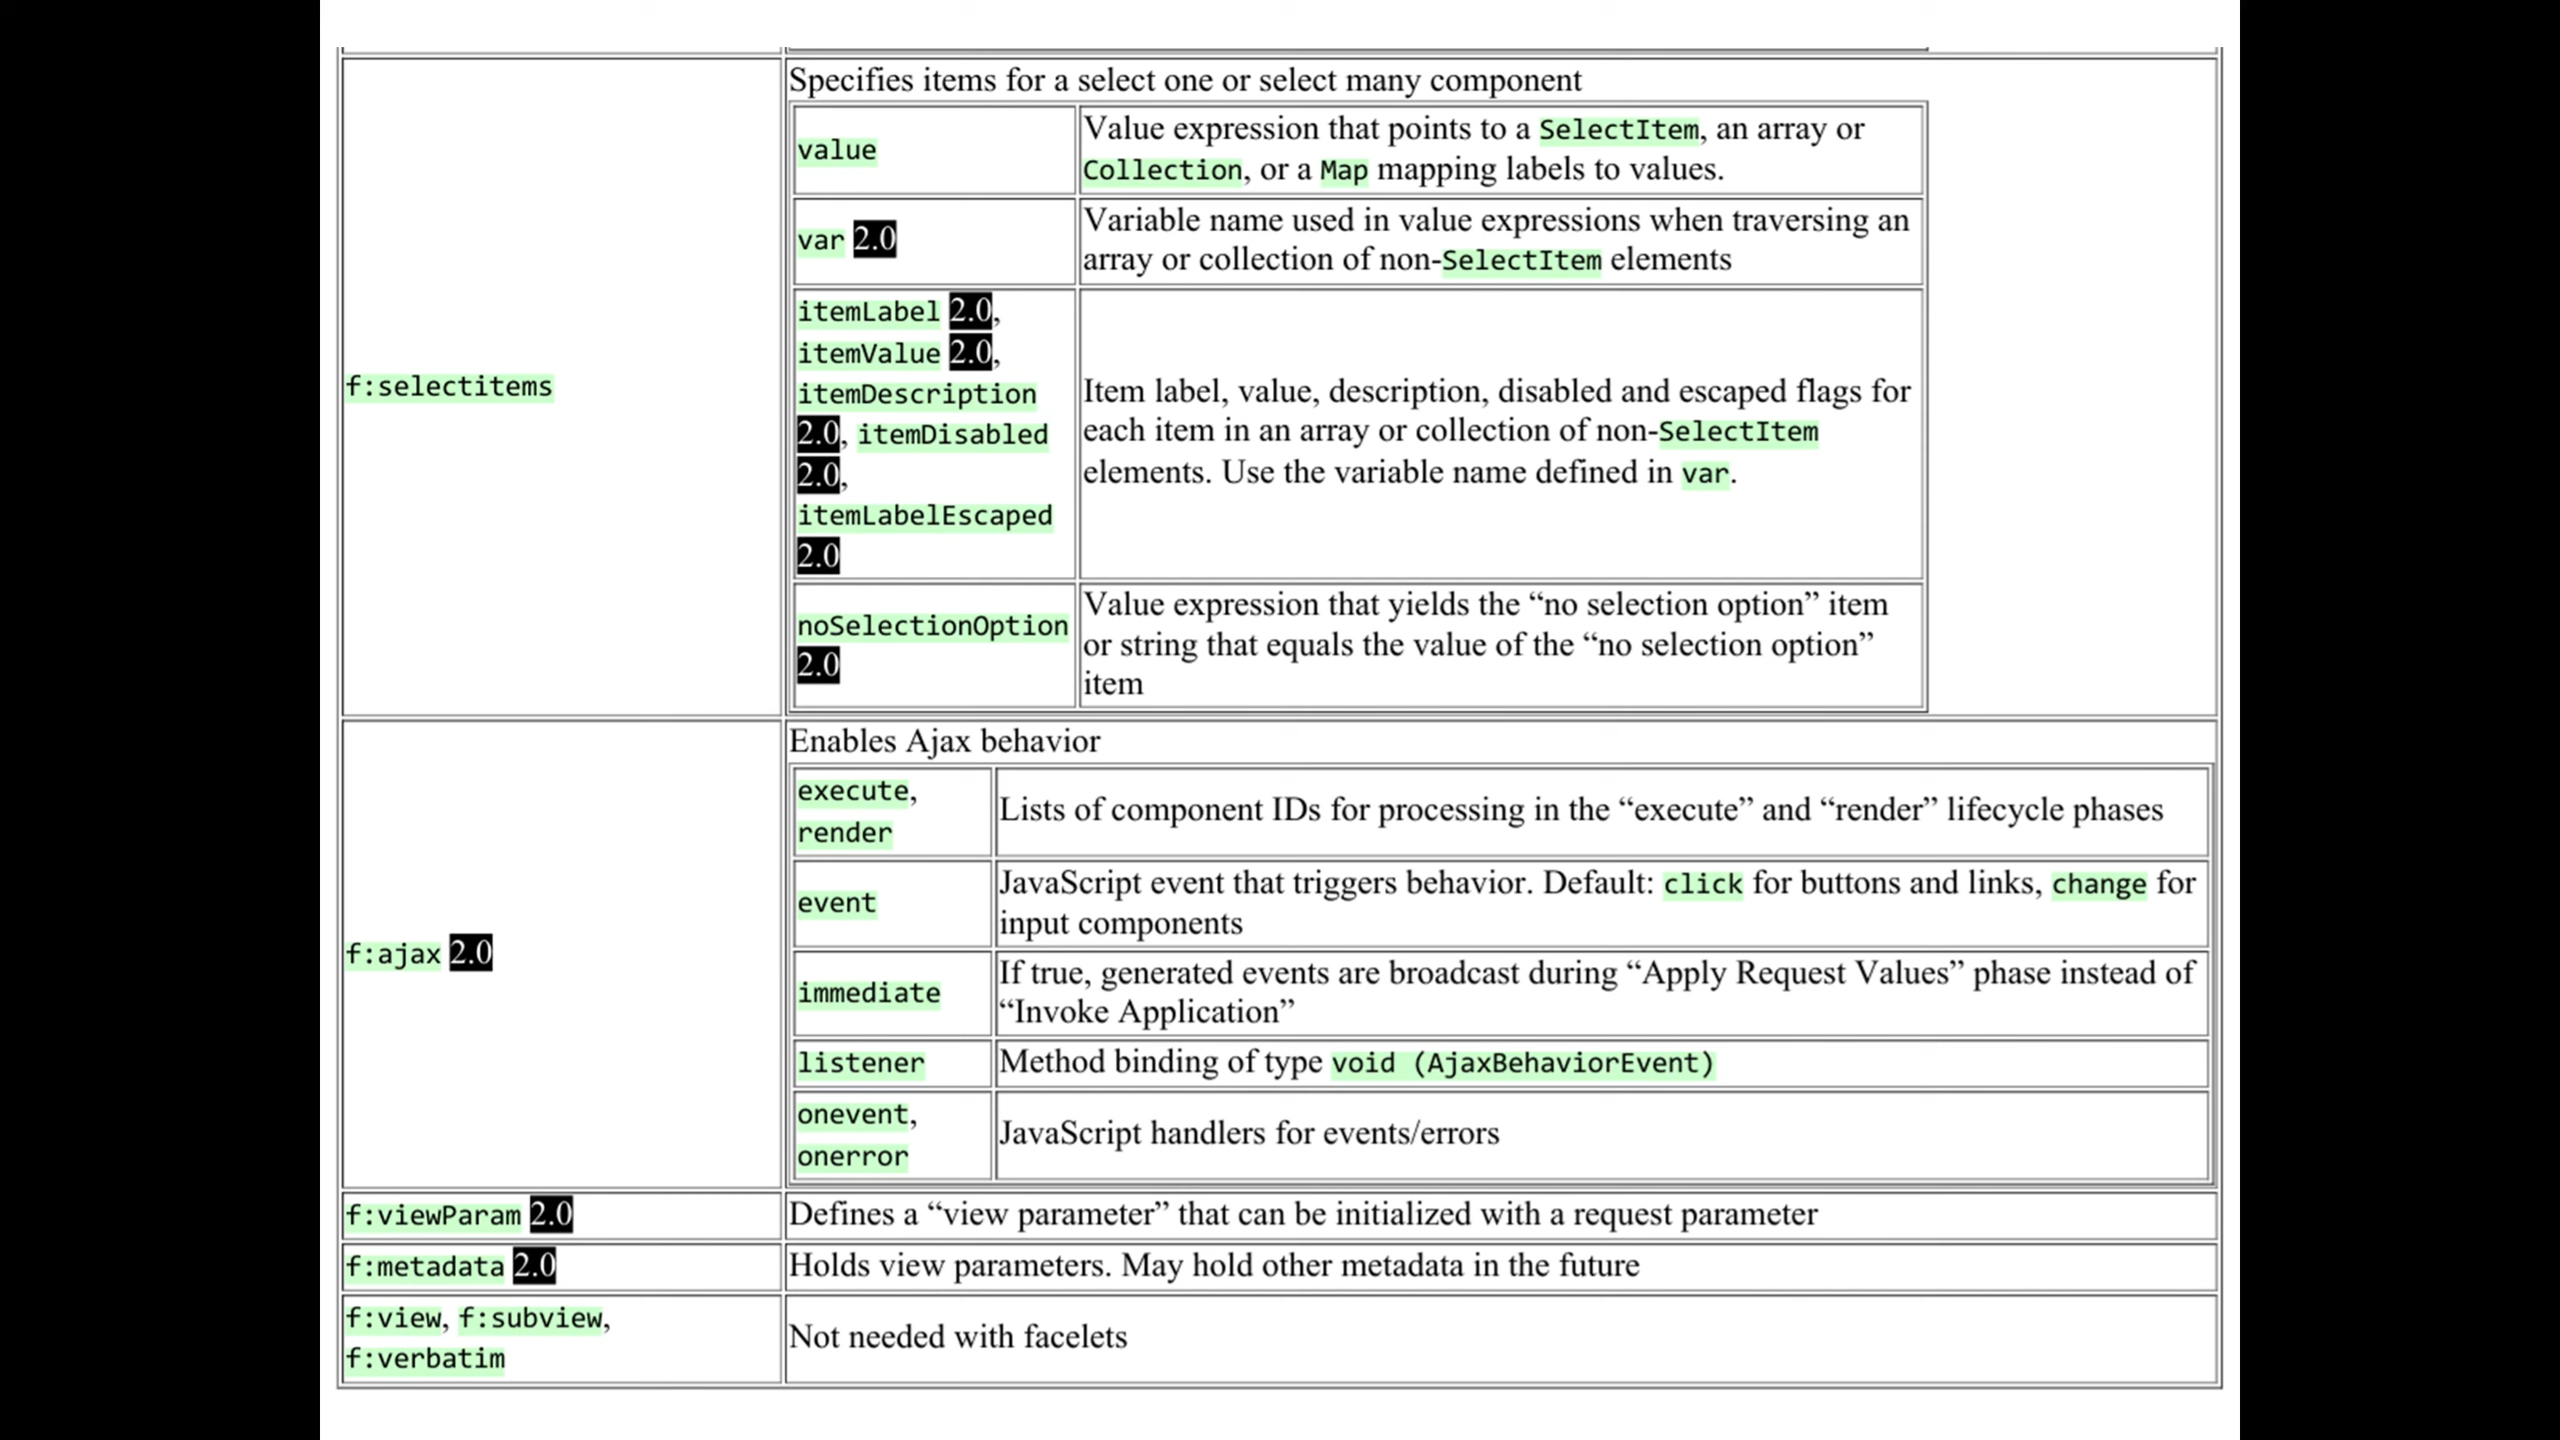 f:selectitems
Specifies items for a select one or select many component
value
Value expression that points to a SelectItem, an array or
Collection, or a Map mapping labels to values.
var 2.0
Variable name used in value expressions when traversing an
array or collection of non-SelectItem elements
itemLabel 2.0,
itemValue 2.0,
itemDescription
2.0, itemDisabled
2.0,
itemLabelEscaped
2.0
Item label, value, description, disabled and escaped flags for
each item in an array or collection of non-SelectItem
elements. Use the variable name defined in var.
noSelectionOption
2.0
Value expression that yields the “no selection option” item
or string that equals the value of the “no selection option”
item
f:ajax 2.0
Enables Ajax behavior
execute,
render
Lists of component IDs for processing in the “execute” and “render” lifecycle phases
event
JavaScript event that triggers behavior. Default: click for buttons and links, change for
input components
immediate
If true, generated events are broadcast during “Apply Request Values” phase instead of
“Invoke Application”
listener
Method binding of type void (AjaxBehaviorEvent)
onevent,
onerror
JavaScript handlers for events/errors
f:viewParam 2.0
Defines a “view parameter” that can be initialized with a request parameter
f:metadata 2.0
Holds view parameters. May hold other metadata in the future
f:view, f:subview,
f:verbatim
Not needed with facelets